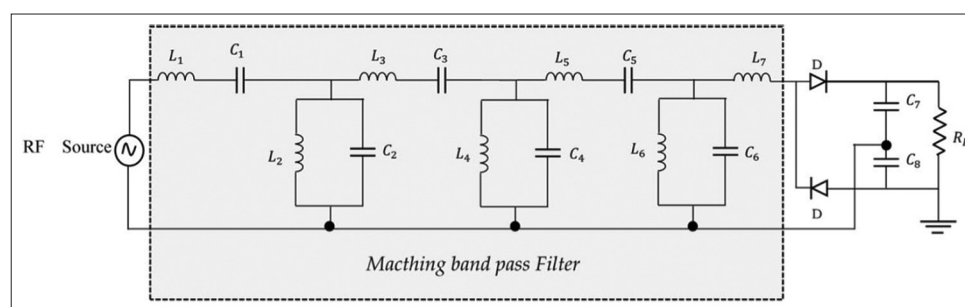 L₁
C₁
L₃
C₃
L₅
C₅
L₇
D
C₇
RF Source
L₂
C₂
L₄
C₄
L₆
C₆
C₈
D
Macthing band pass Filter